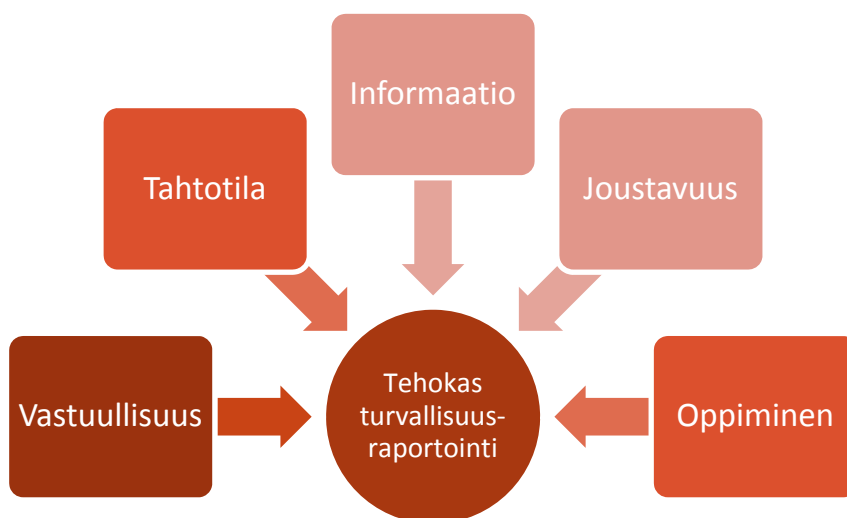 Informaatio
Tahtotila
Joustavuus
Vastuullisuus
Tehokas
turvallisuus-
raportointi
Oppiminen